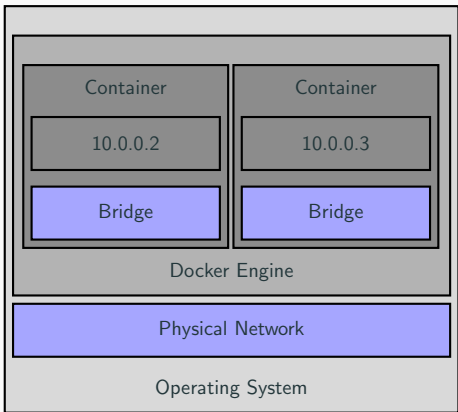 Container
Container
10.0.0.2
10.0.0.3
Bridge
Bridge
Docker Engine
Physical Network
Operating System